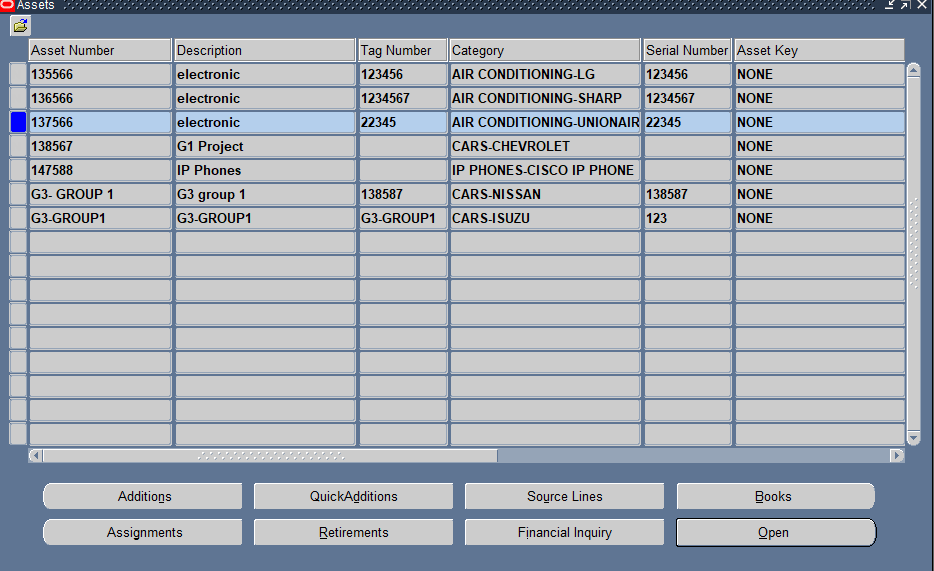 Assets
Asset Number Description Tag Number Category Serial Number Asset Key
135566 electronic 123456 AIR CONDITIONING-LG 123456 NONE
136566 electronic 1234567 AIR CONDITIONING-SHARP 1234567 NONE
137566 electronic 22345 AIR CONDITIONING-UNIONAIR 22345 NONE
138567 G1 Project CARS-CHEVROLET NONE
147588 IP Phones IP PHONES-CISCO IP PHONE NONE
G3- GROUP 1 G3 group 1 138587 CARS-NISSAN 138587 NONE
G3-GROUP1 G3-GROUP1 G3-GROUP1 CARS-ISUZU 123 NONE
Additions QuickAdditions Source Lines Books
Assignments Retirements Financial Inquiry Open